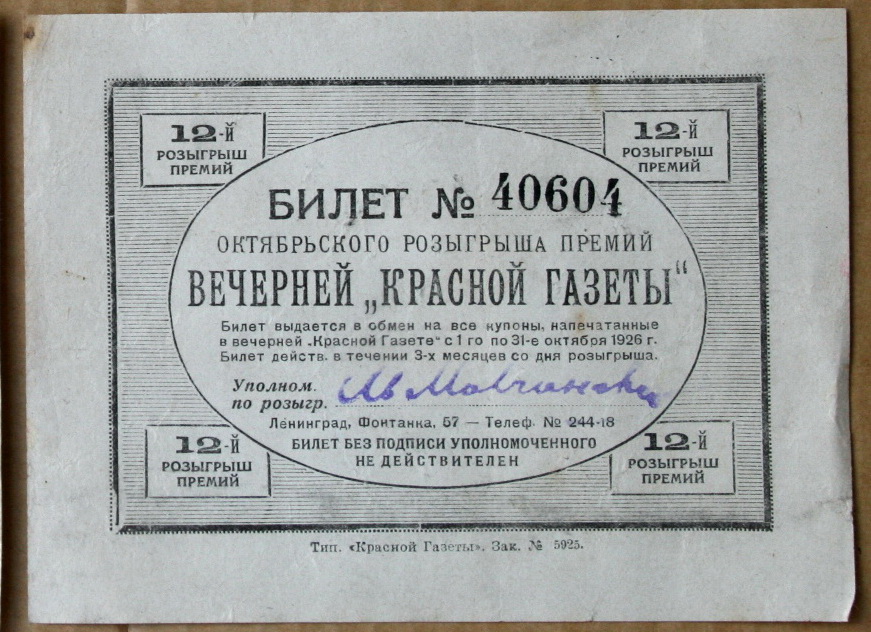 12-й
РОЗЫГРЫШ
ПРЕМИЙ
12-й
РОЗЫГРЫШ
ПРЕМИЙ
БИЛЕТ № 40604
ОКТЯБРЬСКОГО РОЗЫГРЫША ПРЕМИЙ
ВЕЧЕРНЕЙ „КРАСНОЙ ГАЗЕТЫ“
Билет выдается в обмен на все купоны, напечатанные
в вечерней „Красной Газете“ с 1 го по 31-е октября 1926 г.
Билет действ. в течении 3-х месяцев со дня розыгрыша.
Уполном.
по розыгр.
Ленинград, Фонтанка, 57 — Телеф. № 244-18
БИЛЕТ БЕЗ ПОДПИСИ УПОЛНОМОЧЕННОГО
НЕ ДЕЙСТВИТЕЛЕН
12-й
РОЗЫГРЫШ
ПРЕМИЙ
12-й
РОЗЫГРЫШ
ПРЕМИЙ
Тип. «Красной Газеты». Зак. № 5925.